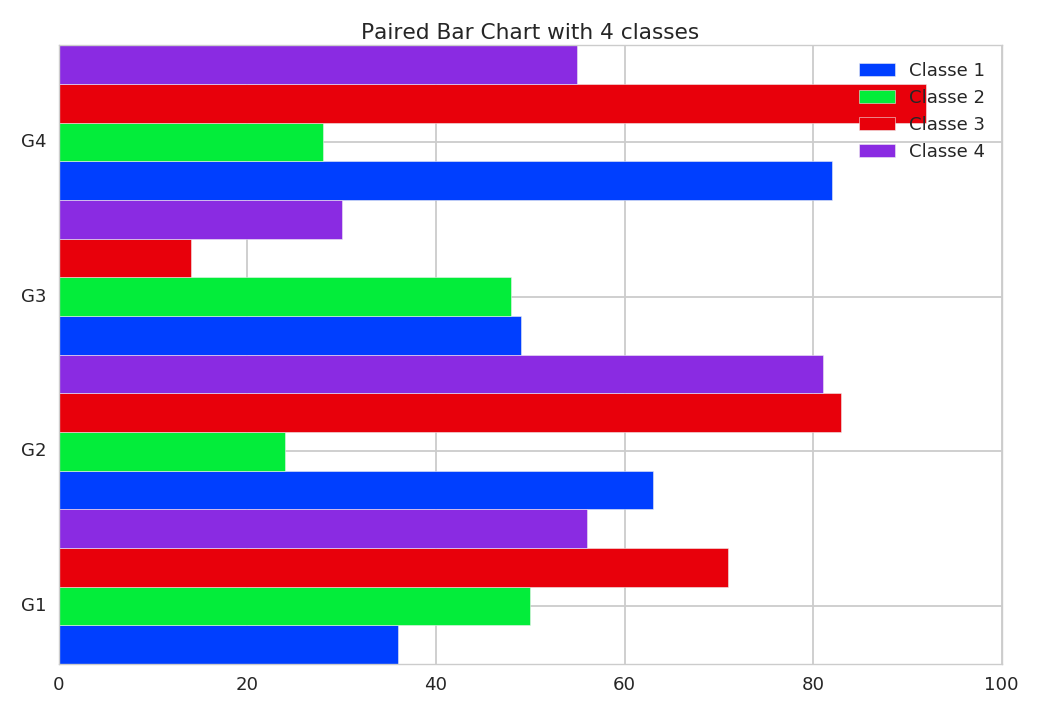 Paired Bar Chart with 4 classes
Classe 1
Classe 2
Classe 3
Classe 4
G4
G3
G2
G1
0 20 40 60 80 100